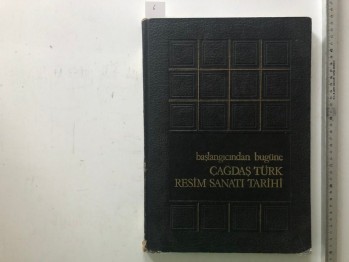 başlangıcından bugüne
ÇAĞDAŞ TÜRK
RESİM SANATI TARİHİ